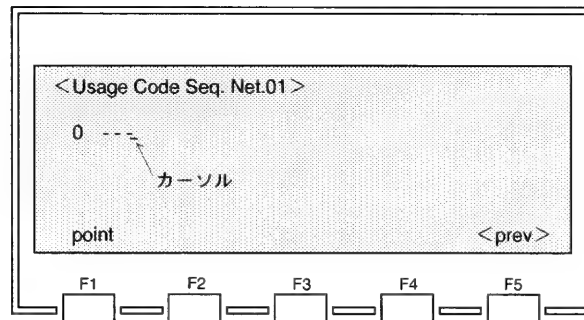 ＜Usage Code Seq. Net.01＞
0 ----
カーソル
point ＜prev＞
F1 F2 F3 F4 F5